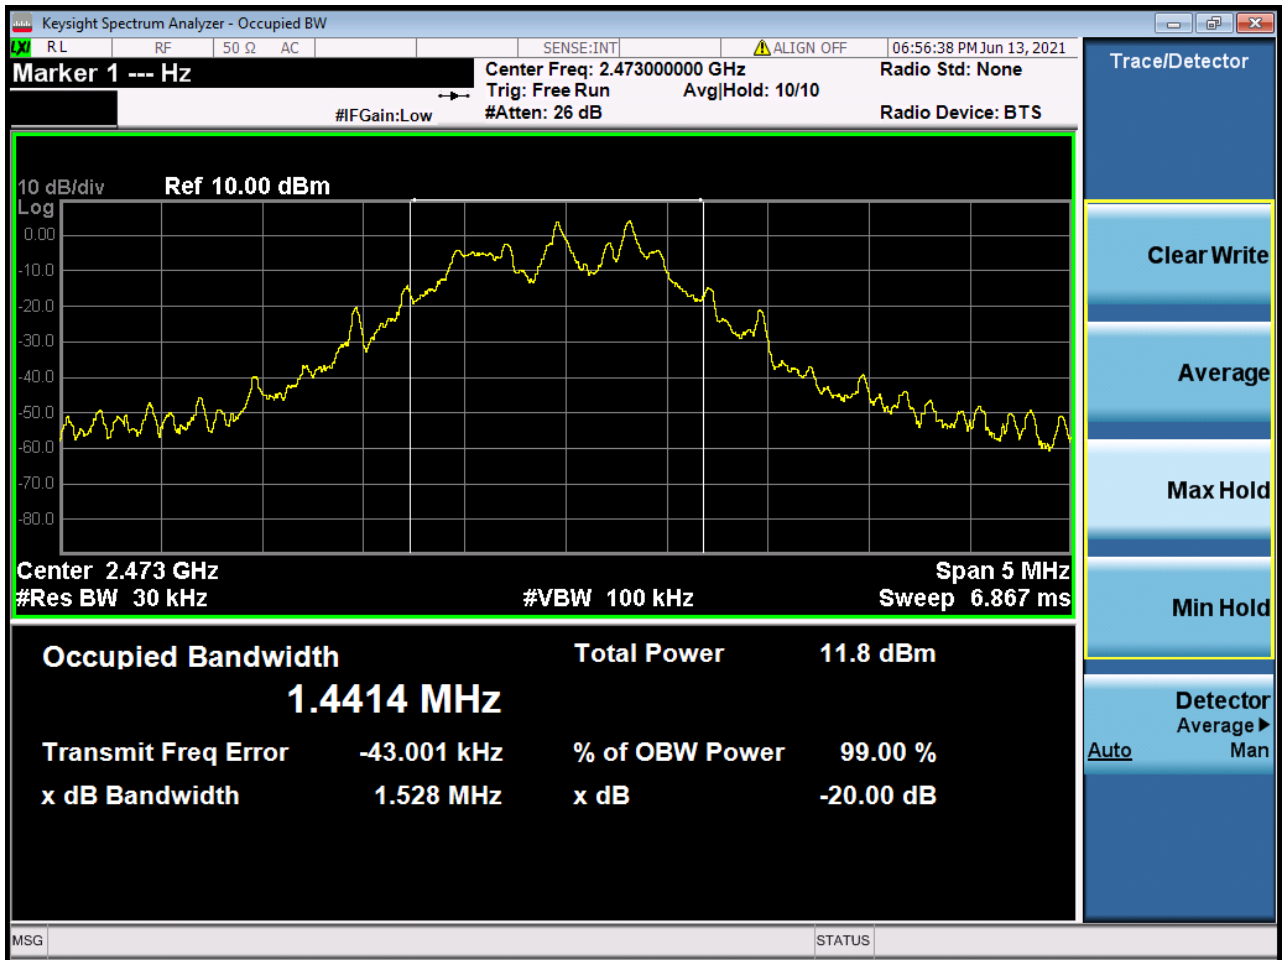 Keysight Spectrum Analyzer - Occupied BW
LXI RL RF 50 Ω AC SENSE:INT ALIGN OFF 06:56:38 PM Jun 13, 2021
Marker 1 --- Hz
Center Freq: 2.473000000 GHz
Radio Std: None
Trig: Free Run Avg|Hold: 10/10
#IFGain:Low
#Atten: 26 dB
Radio Device: BTS
10 dB/div Ref 10.00 dBm
Log
0.00
-10.0
-20.0
-30.0
-40.0
-50.0
-60.0
-70.0
-80.0
Center 2.473 GHz Span 5 MHz
#Res BW 30 kHz #VBW 100 kHz Sweep 6.867 ms
Occupied Bandwidth Total Power 11.8 dBm
1.4414 MHz
Transmit Freq Error -43.001 kHz % of OBW Power 99.00 %
x dB Bandwidth 1.528 MHz x dB -20.00 dB
Trace/Detector
Clear Write
Average
Max Hold
Min Hold
Detector
Average
Auto Man
MSG STATUS